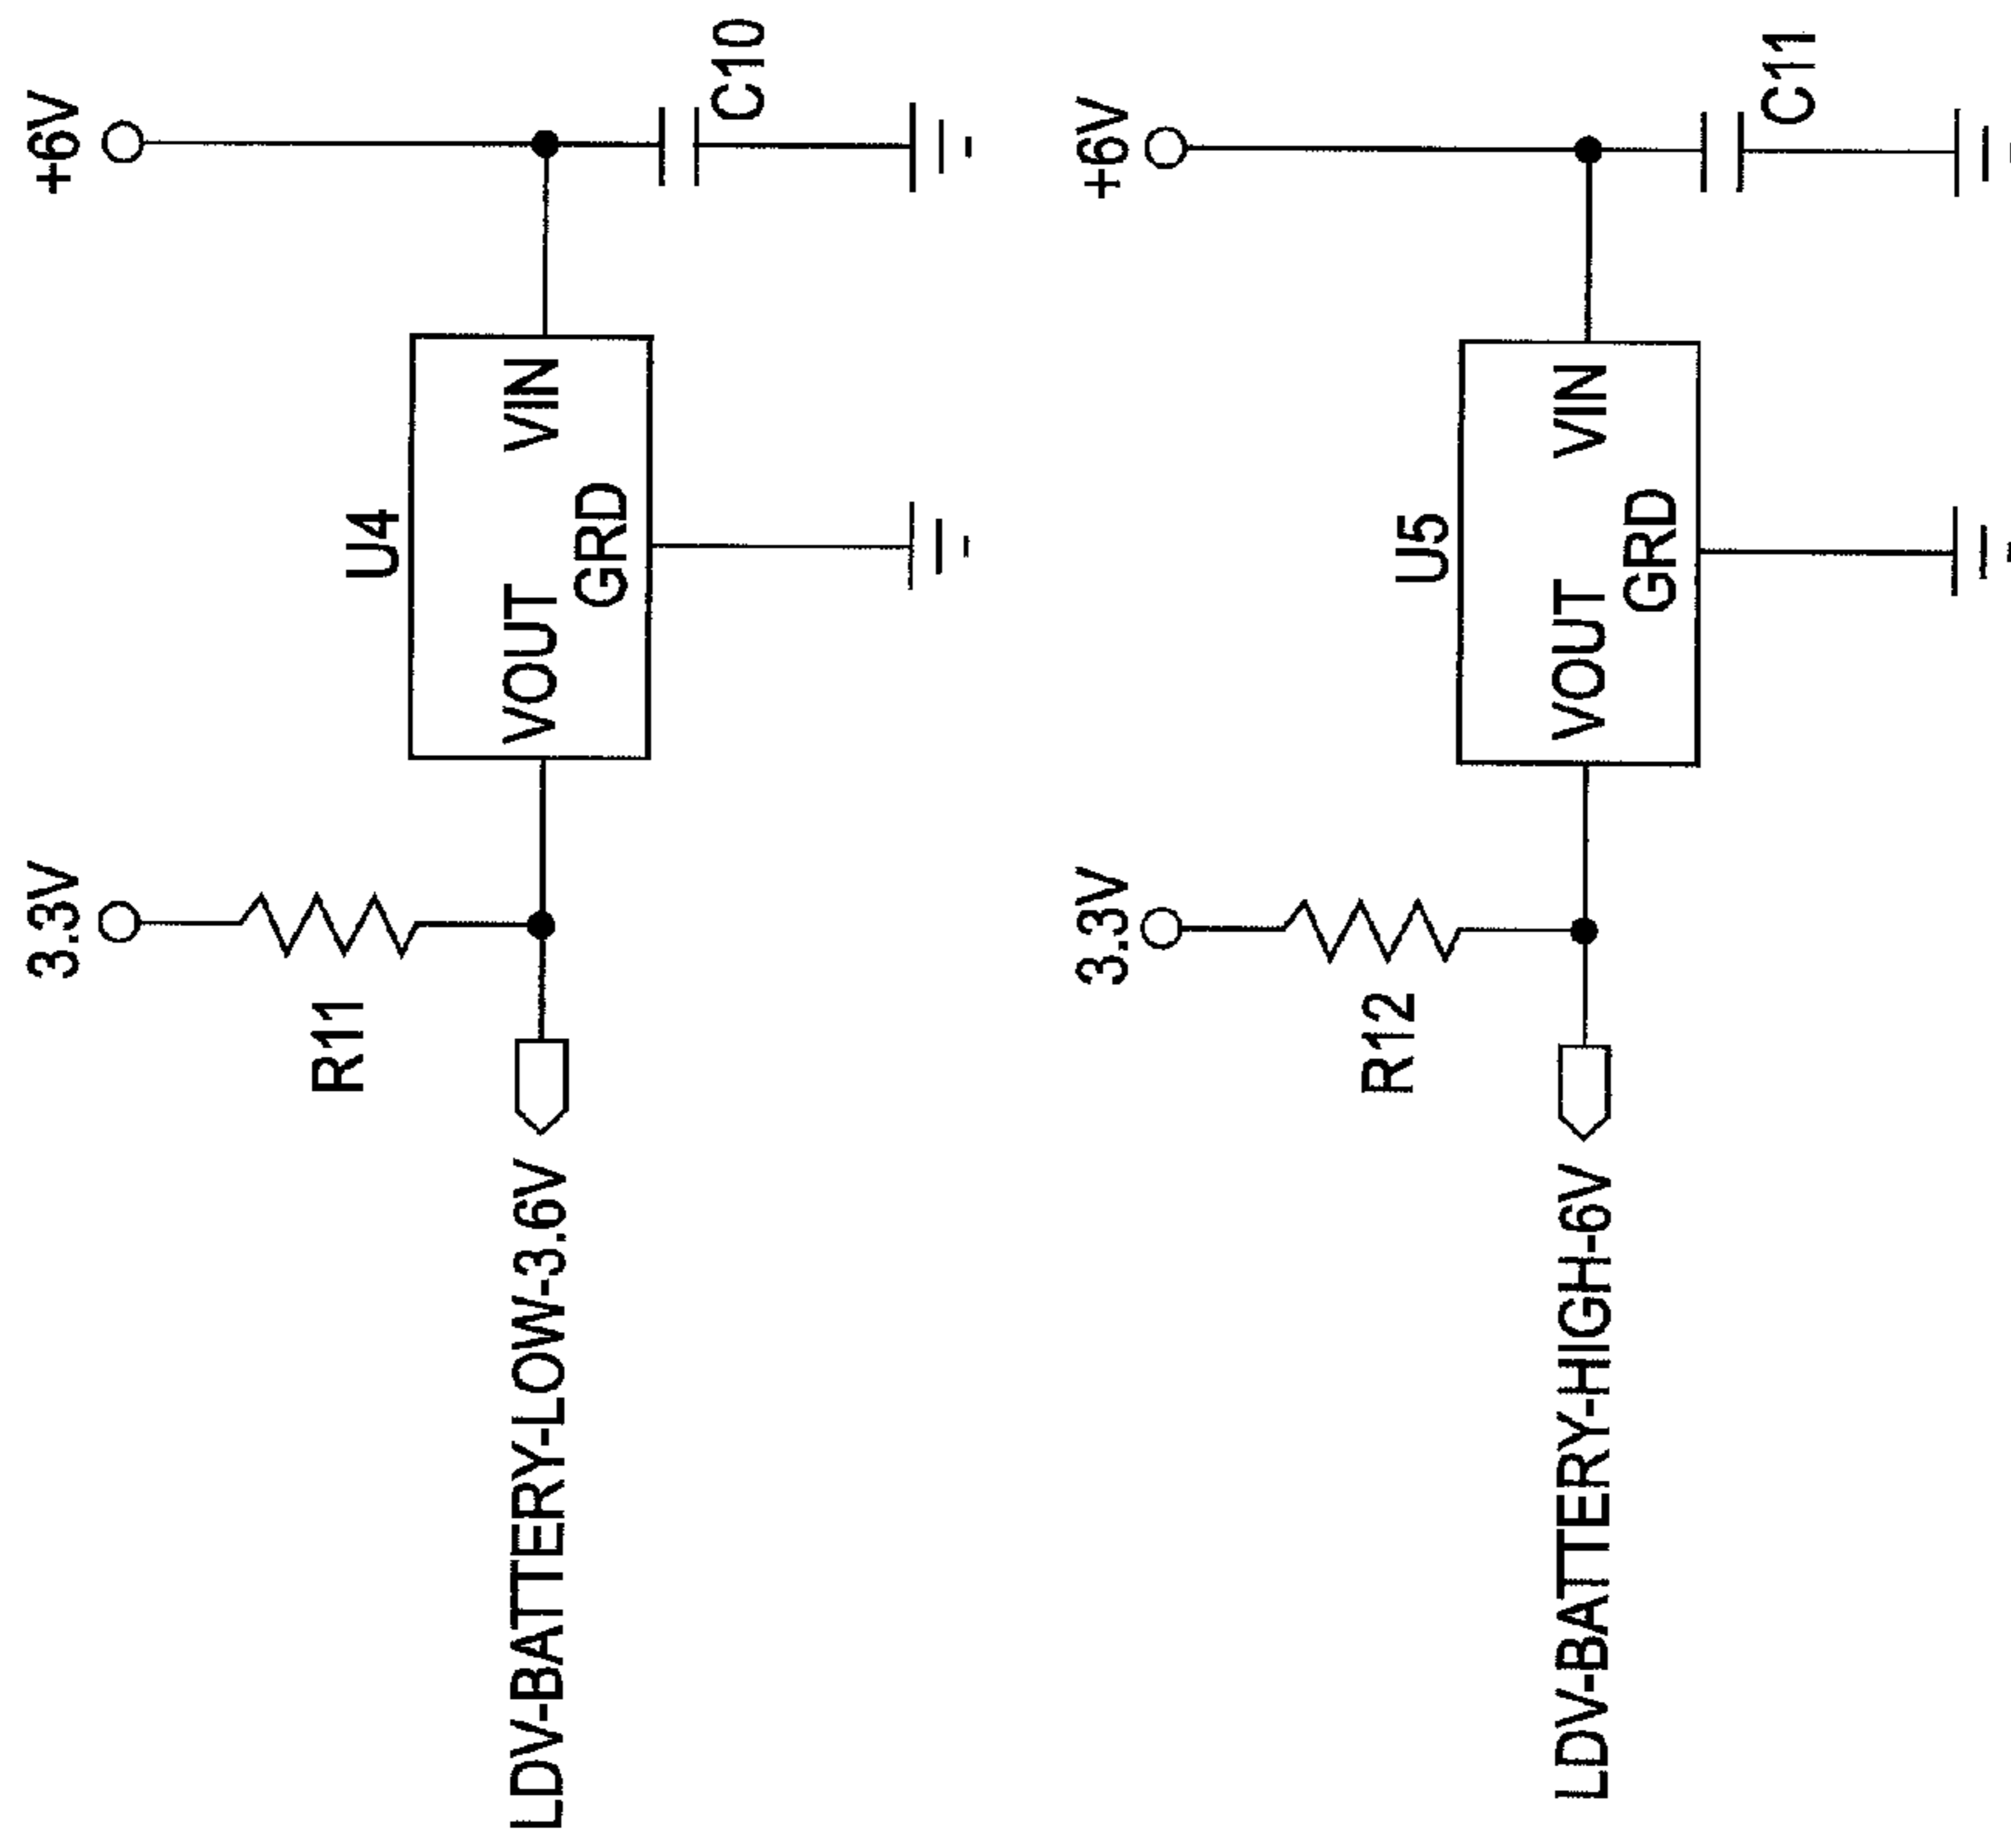 3.3V
+6V
U4
R11
VOUT
VIN
LDV-BATTERY-LOW-3.6V
GRD
C10
3.3V
+6V
U5
R12
VOUT
VIN
LDV-BATTERY-HIGH-6V
GRD
C11